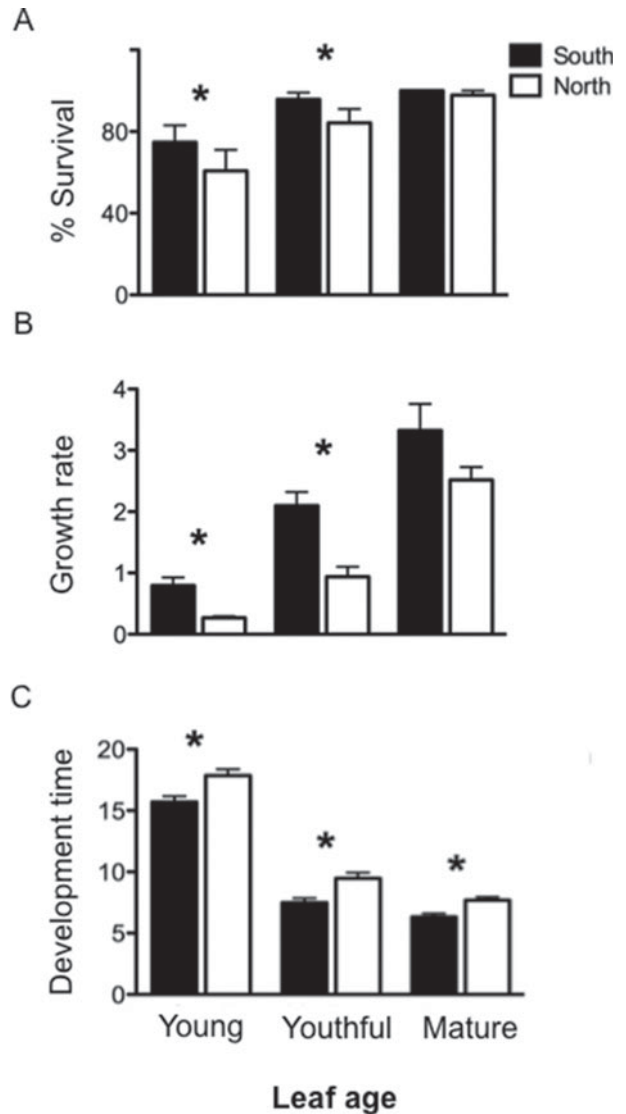 A
*
*
South
North
% Survival
80
40
0
B
Growth rate
4
3
2
1
0
*
*
C
Development time
20
15
10
5
0
*
*
*
Young Youthful Mature
Leaf age